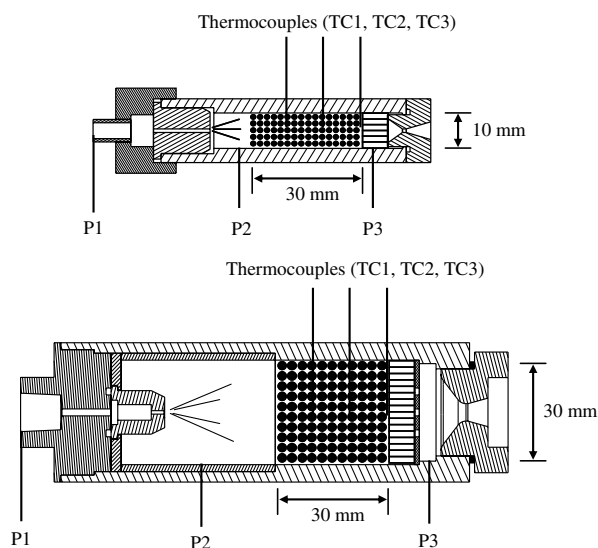 Thermocouples (TC1, TC2, TC3)
10 mm
30 mm
P1
P2
P3
Thermocouples (TC1, TC2, TC3)
30 mm
30 mm
P1
P2
P3